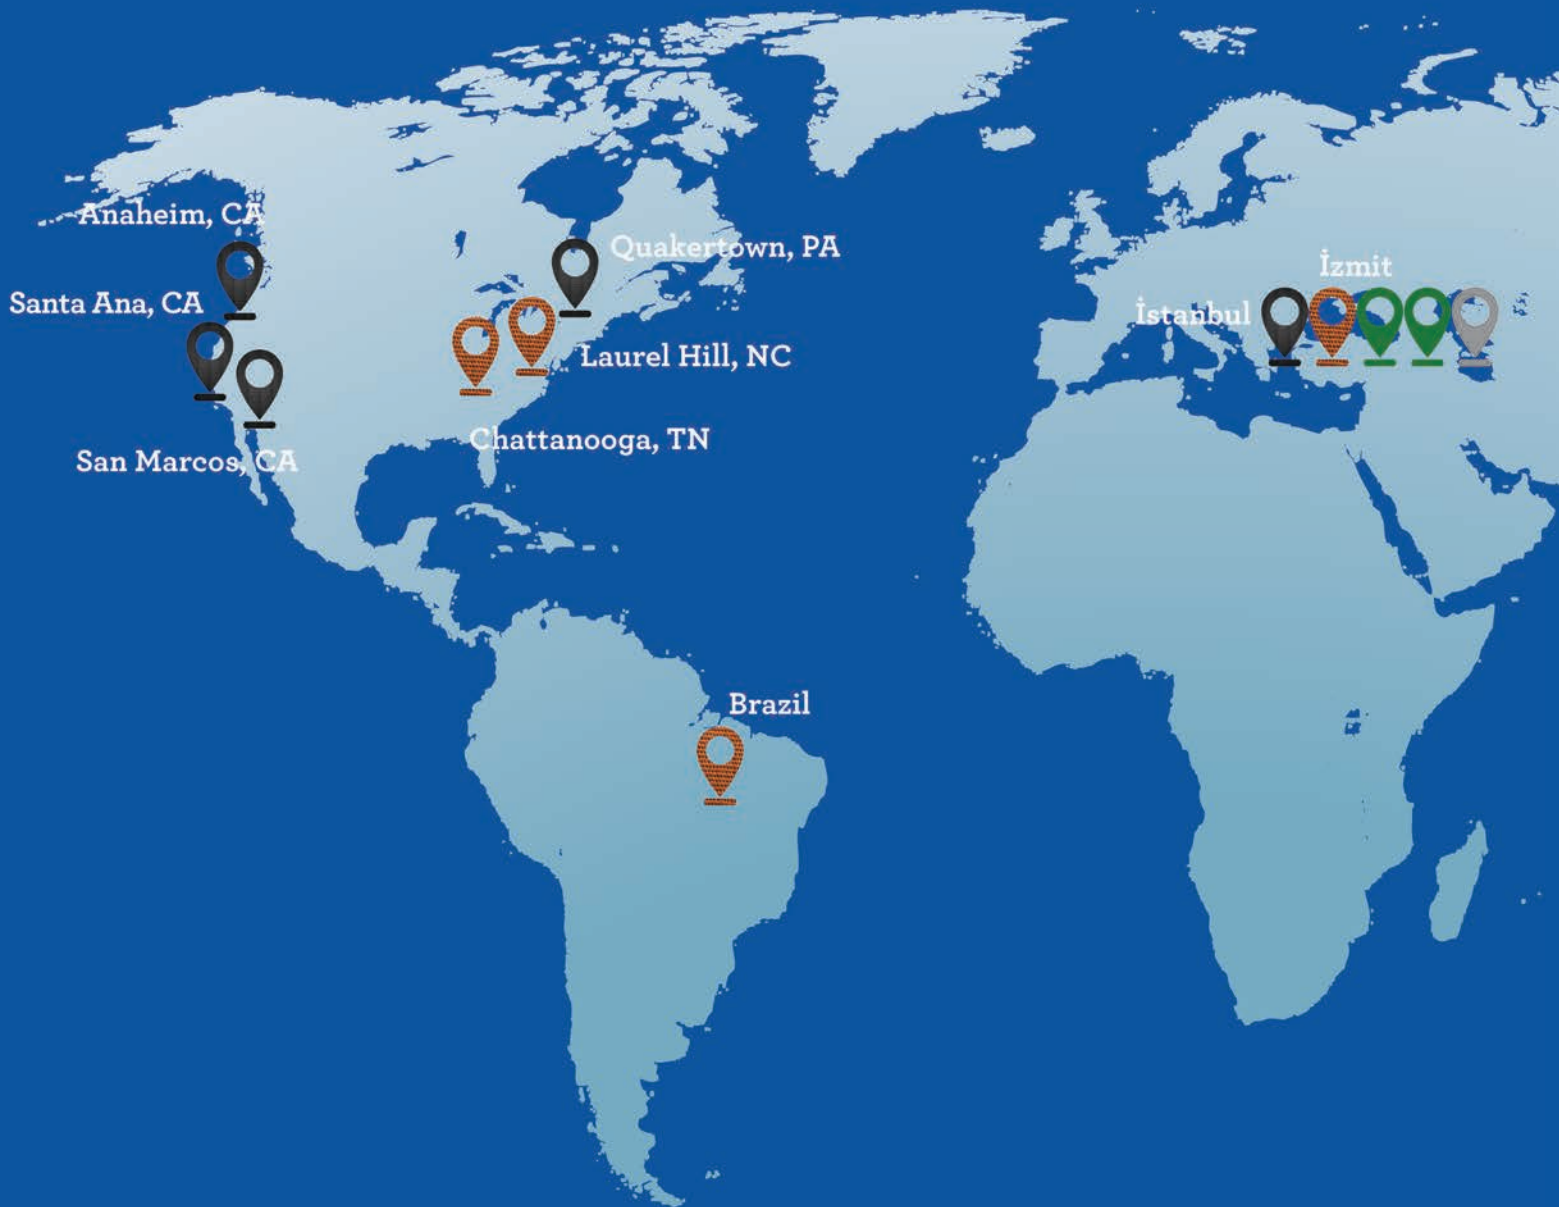 Anaheim, CA
Quakertown, PA
İzmit
Santa Ana, CA
İstanbul
Laurel Hill, NC
Chattanooga, TN
San Marcos, CA
Brazil